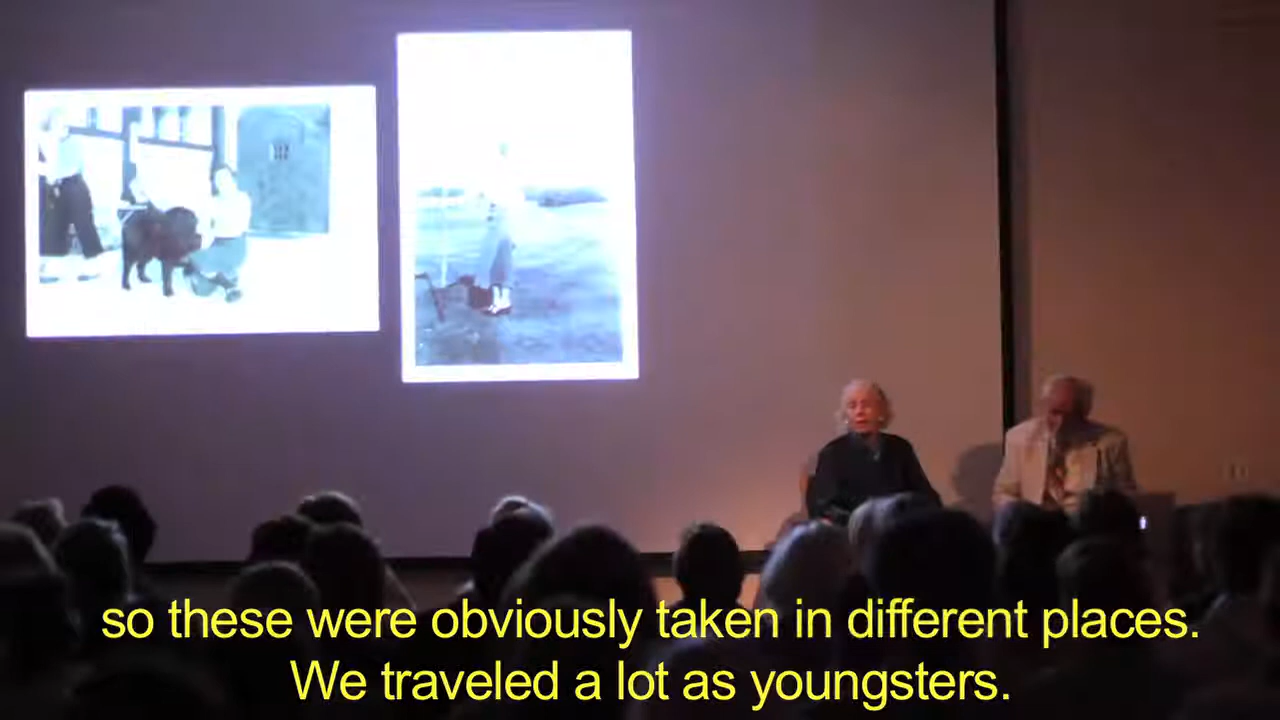 so these were obviously taken in different places.
We traveled a lot as youngsters.